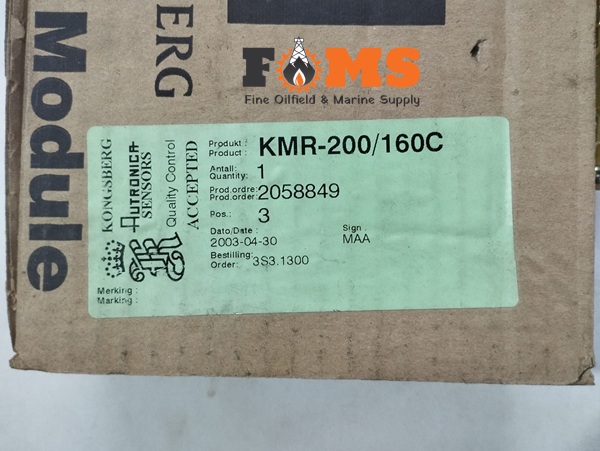 FOMS
Fine Oilfield & Marine Supply
ERG
Module
KONGSBERG
AUTRONICA
SENSORS
Quality Control
ACCEPTED
Produkt :
Product : KMR-200/160C
Antall:
Quantity: 1
Prod.ordre:
Prod.order: 2058849
Pos.: 3
Dato/Date : Sign :
2003-04-30 MAA
Bestilling:
Order: 3S3.1300
Merking :
Marking :